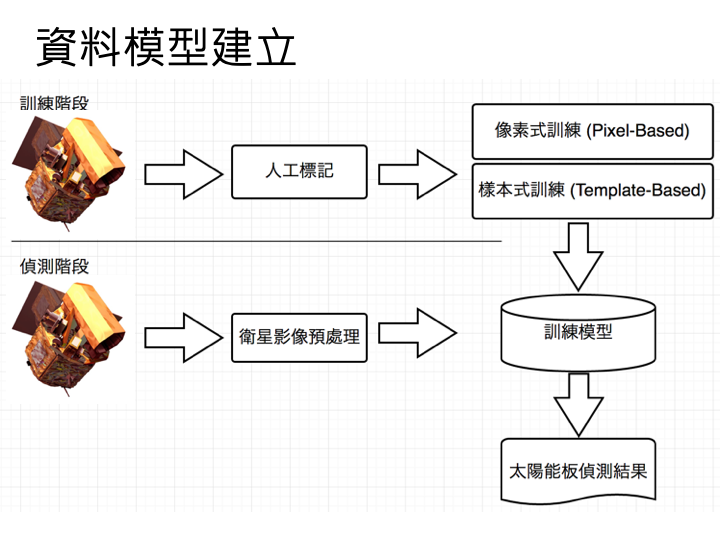 資料模型建立
訓練階段
人工標記
像素式訓練 (Pixel-Based)
樣本式訓練 (Template-Based)
偵測階段
衛星影像預處理
訓練模型
太陽能板偵測結果